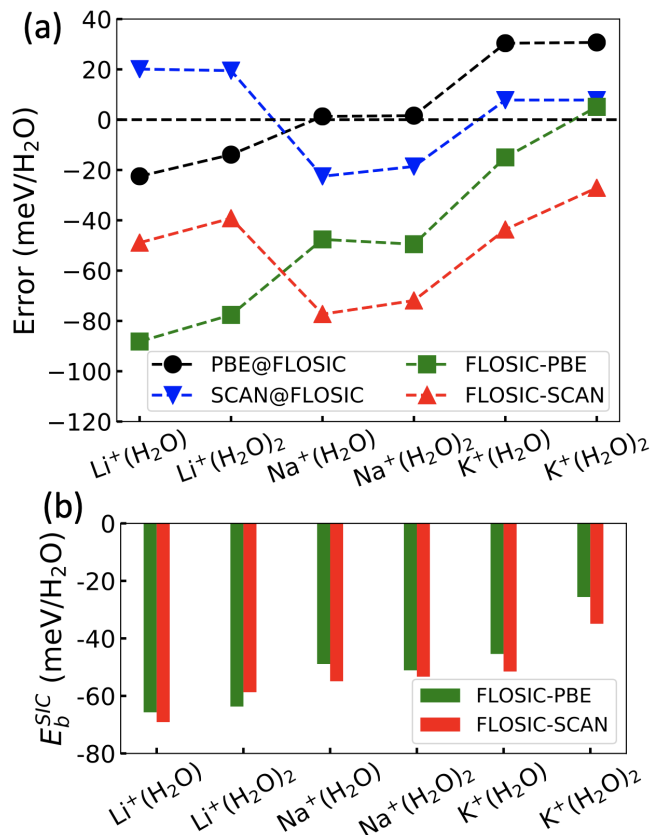 (a)
Error (meV/H₂O)
40
20
0
−20
−40
−60
−80
−100
−120
PBE@FLOSIC
SCAN@FLOSIC
FLOSIC-PBE
FLOSIC-SCAN
Li⁺(H₂O)
Li⁺(H₂O)₂
Na⁺(H₂O)
Na⁺(H₂O)₂
K⁺(H₂O)
K⁺(H₂O)₂
(b)
E_b^SIC (meV/H₂O)
0
-20
-40
-60
-80
FLOSIC-PBE
FLOSIC-SCAN
Li⁺(H₂O)
Li⁺(H₂O)₂
Na⁺(H₂O)
Na⁺(H₂O)₂
K⁺(H₂O)
K⁺(H₂O)₂